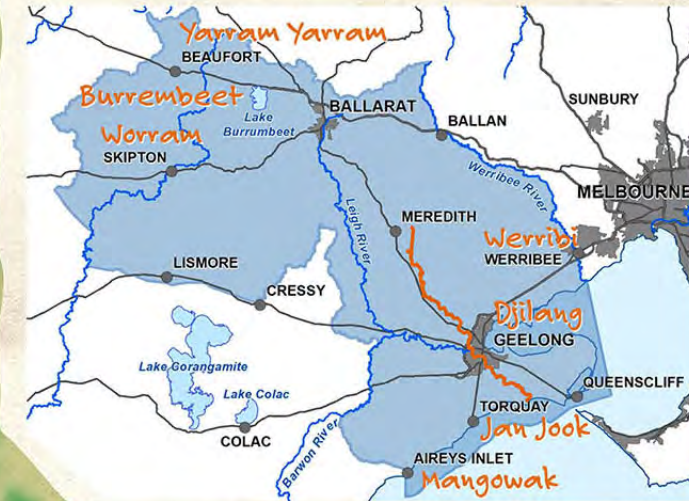 Yarram Yarram
BEAUFORT
Burrembeet
Lake
Burrumbeet
BALLARAT
BALLAN
SUNBURY
Worram
SKIPTON
Werribee River
MELBOURNE
Leigh River
MEREDITH
Werribi
WERRIBEE
LISMORE
CRESSY
Djilang
GEELONG
Lake Corangamite
Lake Colac
QUEENSCLIFF
TORQUAY
Jan Jook
COLAC
Barwon River
AIREYS INLET
Mangowak